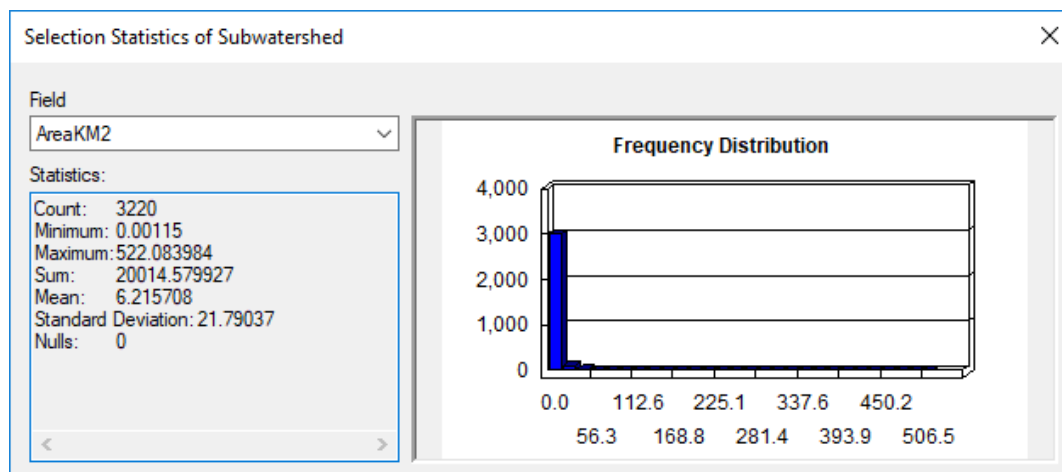 Selection Statistics of Subwatershed
Field
AreaKM2
Statistics:
Count: 3220
Minimum: 0.00115
Maximum: 522.083984
Sum: 20014.579927
Mean: 6.215708
Standard Deviation: 21.79037
Nulls: 0
Frequency Distribution
4,000
3,000
2,000
1,000
0
0.0 112.6 225.1 337.6 450.2
56.3 168.8 281.4 393.9 506.5